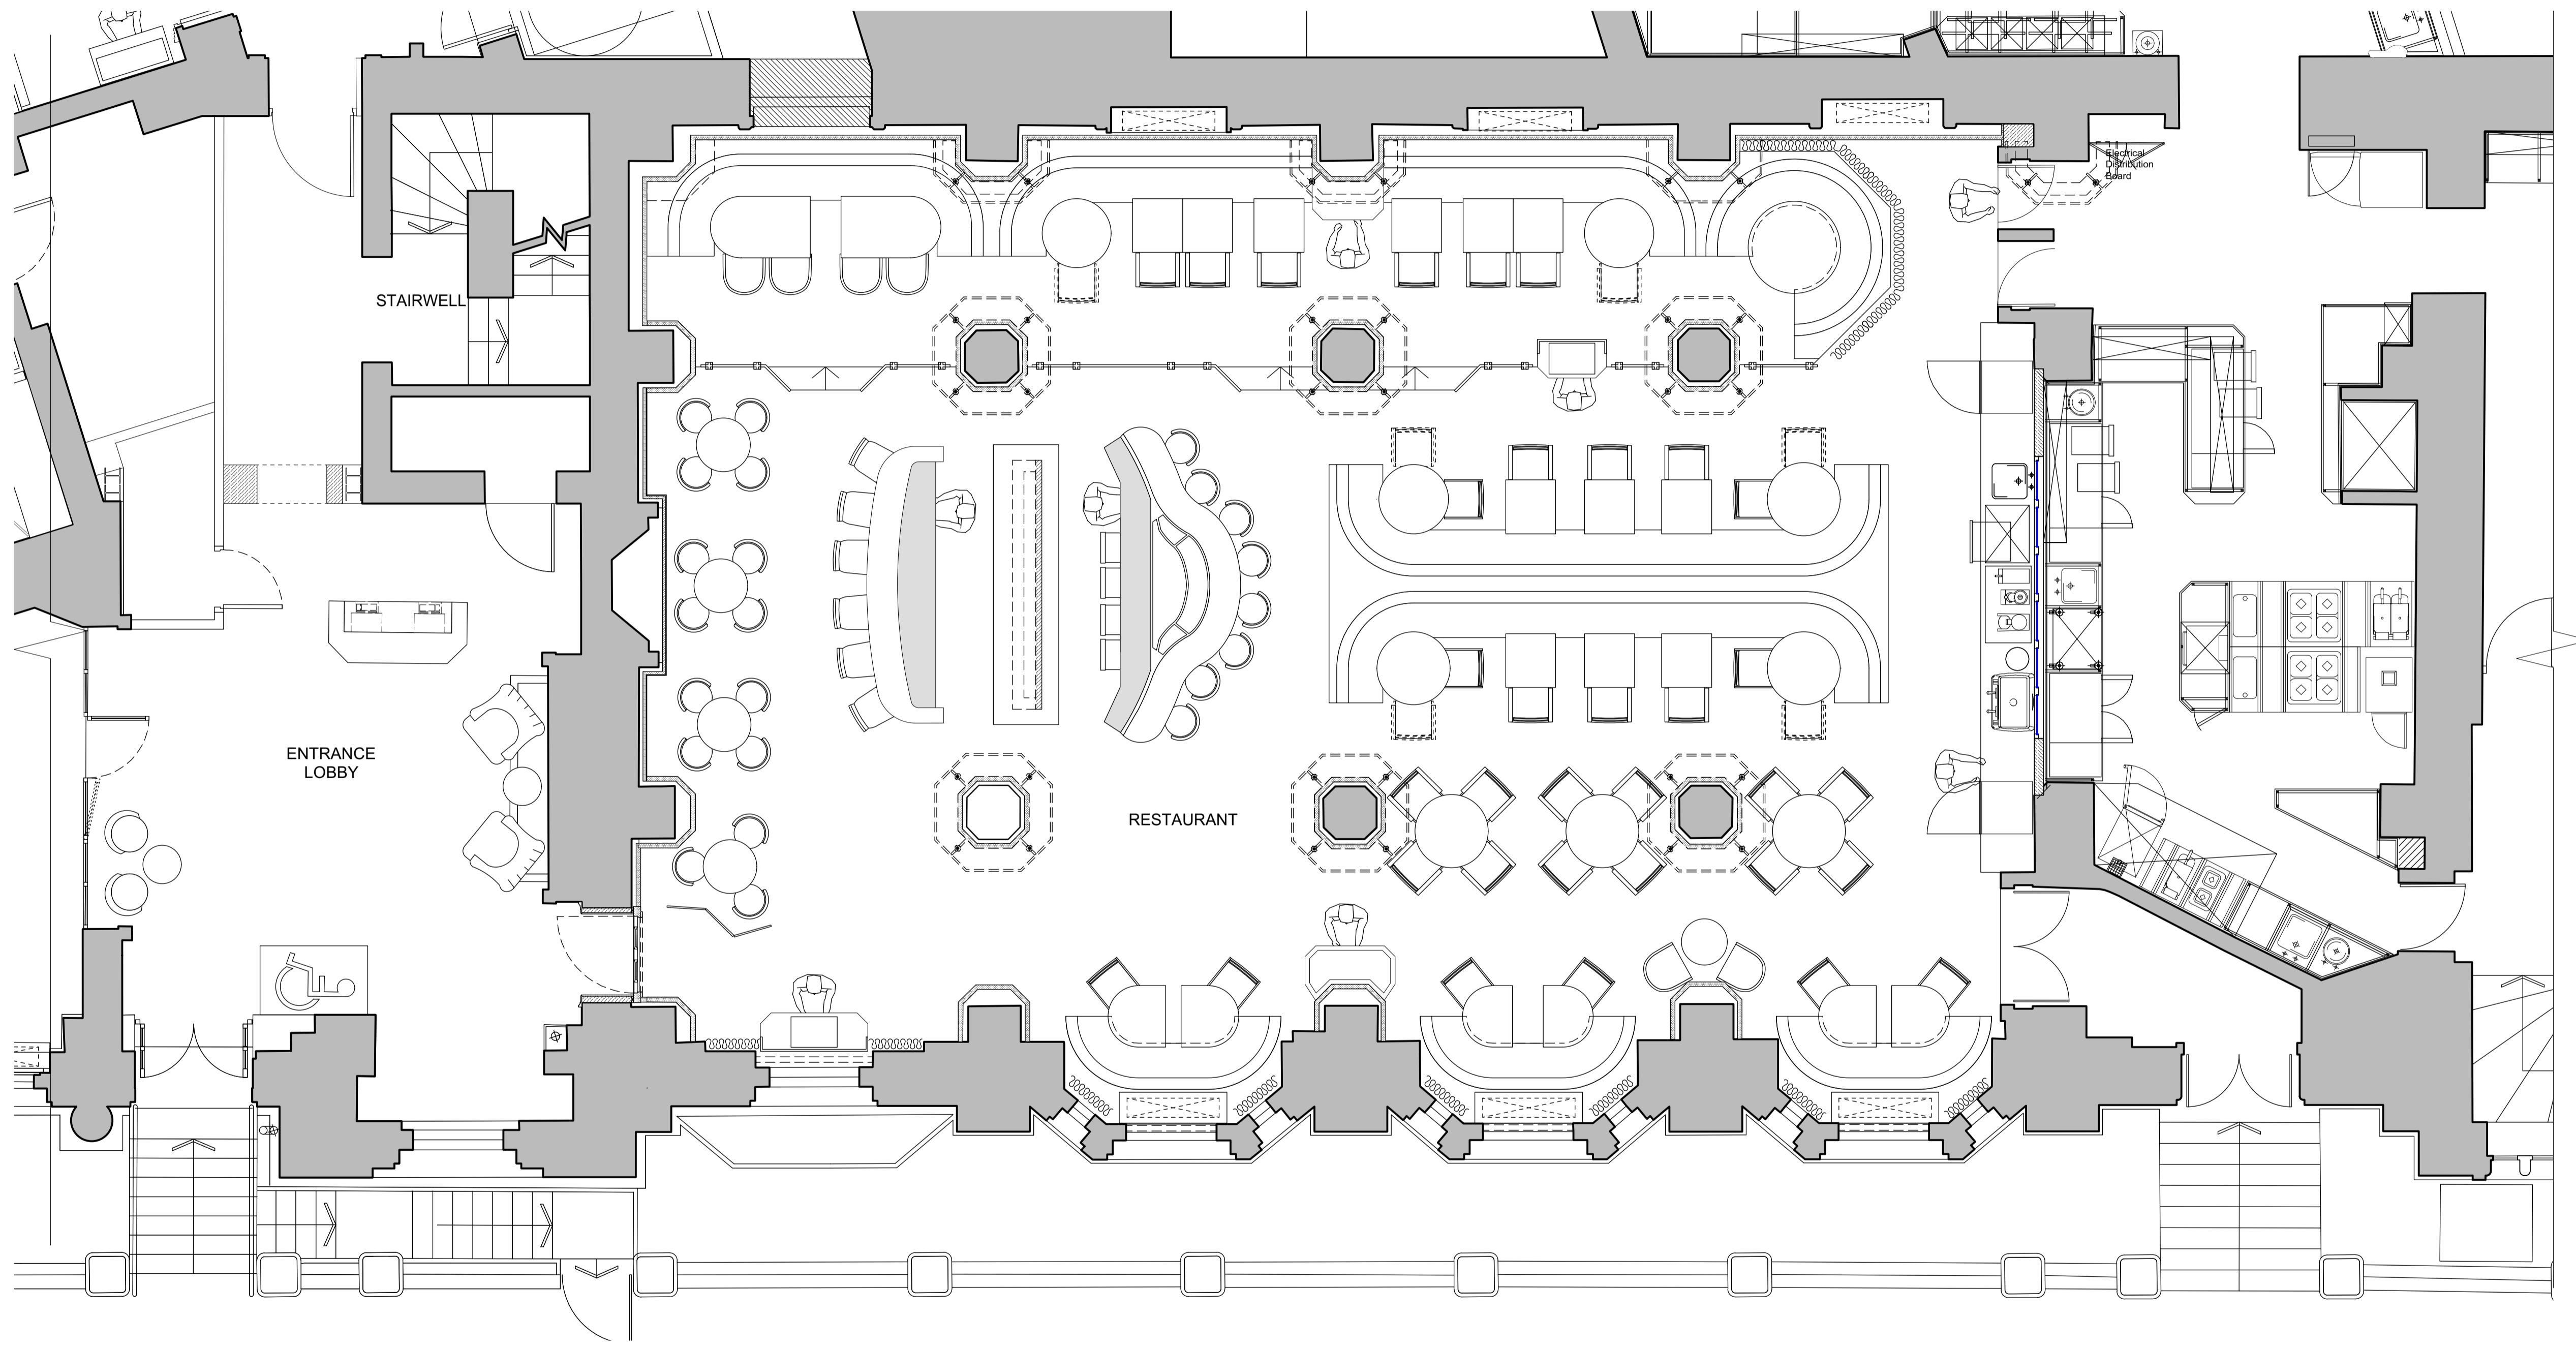 Electrical
Distribution
Board
STAIRWELL
ENTRANCE
LOBBY
RESTAURANT